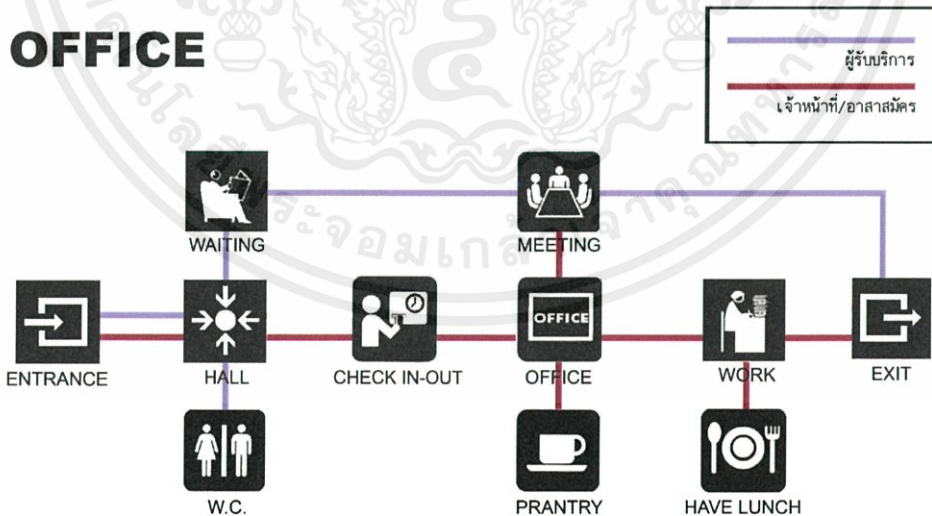 OFFICE
ผู้รับบริการ
เจ้าหน้าที่/อาสาสมัคร
WAITING
MEETING
OFFICE
ENTRANCE
HALL
CHECK IN-OUT
OFFICE
WORK
EXIT
W.C.
PRANTRY
HAVE LUNCH